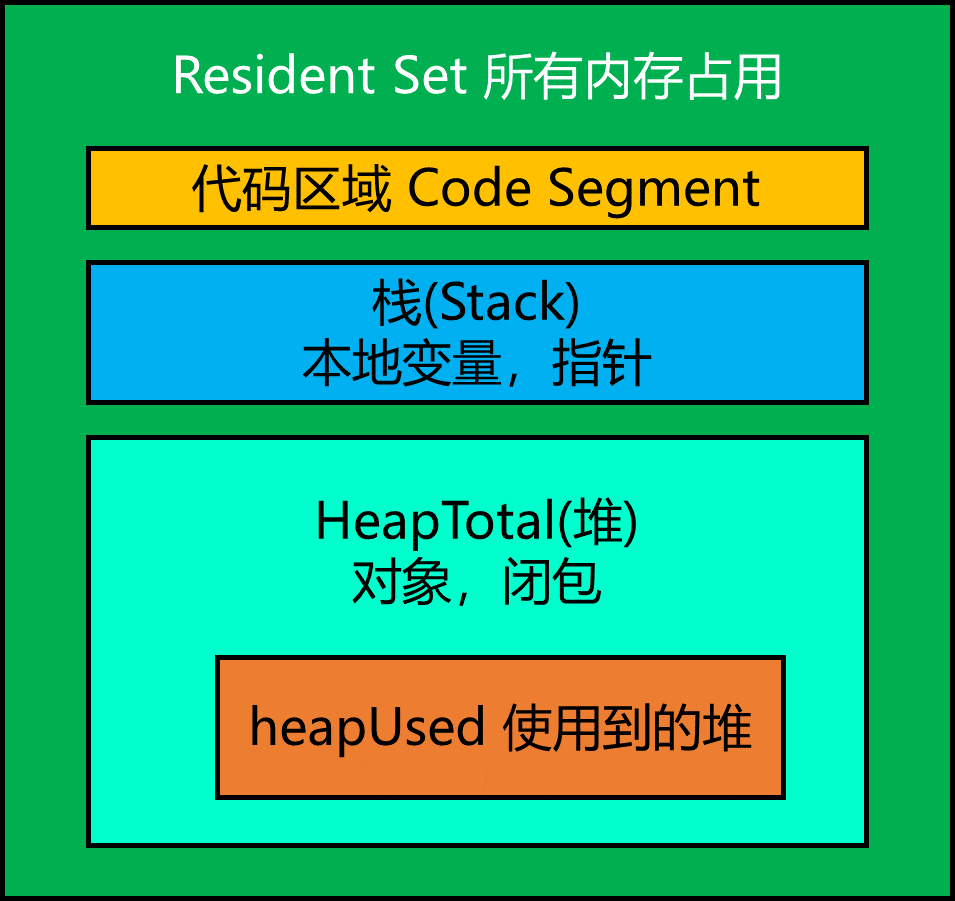 Resident Set 所有内存占用
代码区域 Code Segment
栈(Stack)
本地变量，指针
HeapTotal(堆)
对象，闭包
heapUsed 使用到的堆